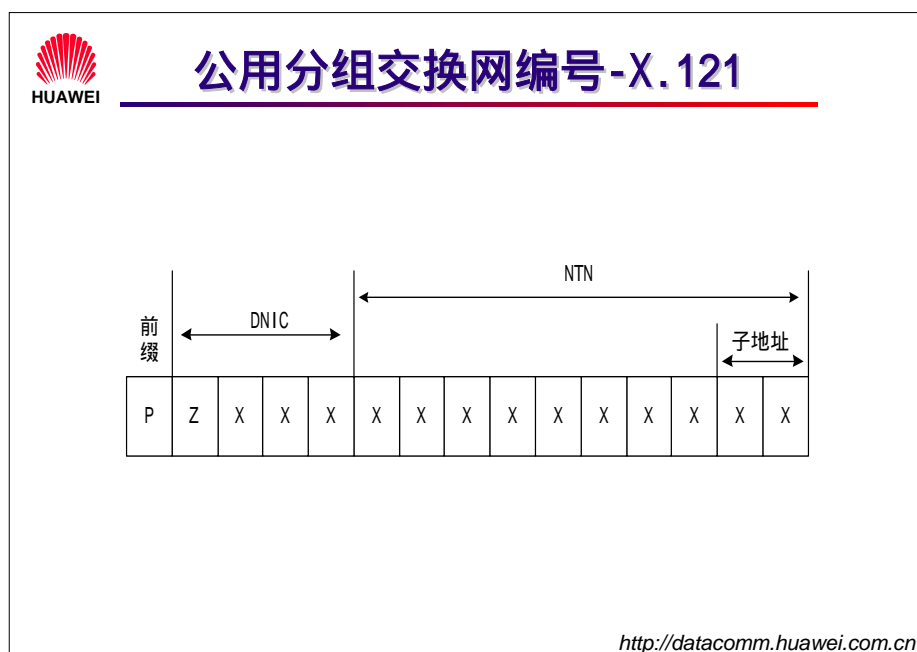 HUAWEI
公用分组交换网编号-X.121
NTN
DNIC
前缀
子地址
P Z X X X X X X X X X X X X X
http://datacomm.huawei.com.cn